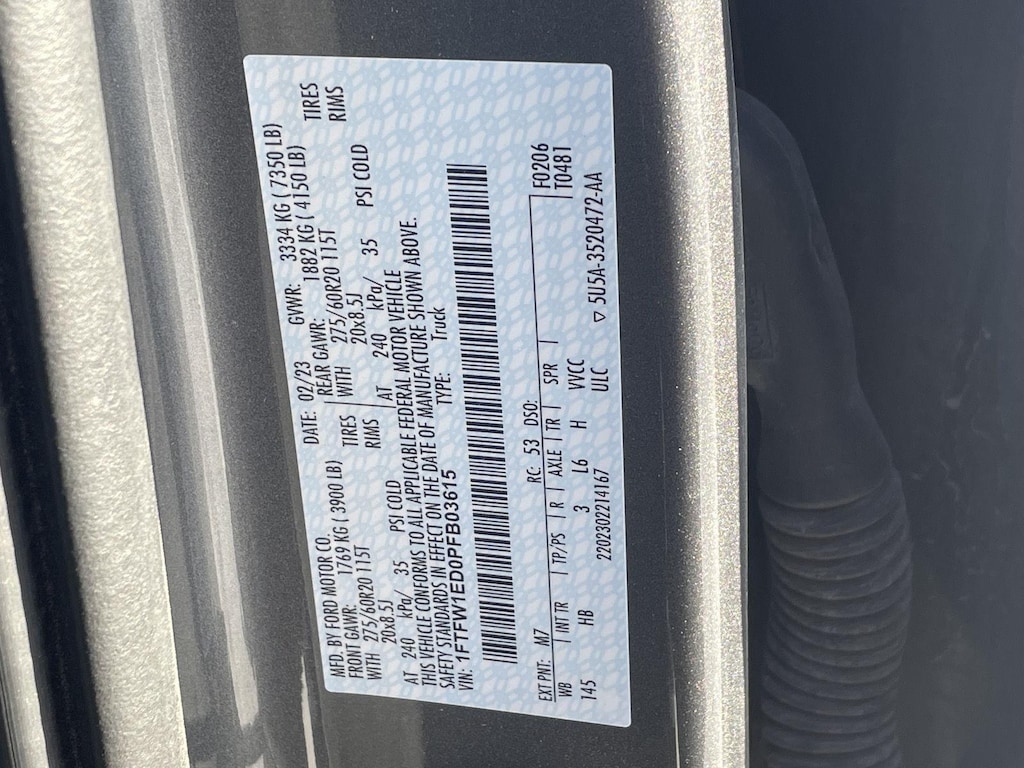 MFD. BY FORD MOTOR CO.
DATE: 02/23 GVWR: 3334 KG ( 7350 LB)
FRONT GAWR: 1769 KG ( 3900 LB) REAR GAWR: 1882 KG ( 4150 LB)
WITH 275/60R20 115T TIRES WITH 275/60R20 115T TIRES
20x8.5J RIMS 20x8.5J RIMS
AT 240 kPa/ 35 PSI COLD AT 240 kPa/ 35 PSI COLD
THIS VEHICLE CONFORMS TO ALL APPLICABLE FEDERAL MOTOR VEHICLE
SAFETY STANDARDS IN EFFECT ON THE DATE OF MANUFACTURE SHOWN ABOVE.
VIN: 1FTFW1ED0PFB03615 TYPE: Truck
EXT PNT: M7 RC: 53 DSO: F0206
WB INT TR TP/PS R AXLE TR SPR T0481
145 HB 3 L6 H VVCC
2202302214167 ULC ▽ 5U5A-3520472-AA